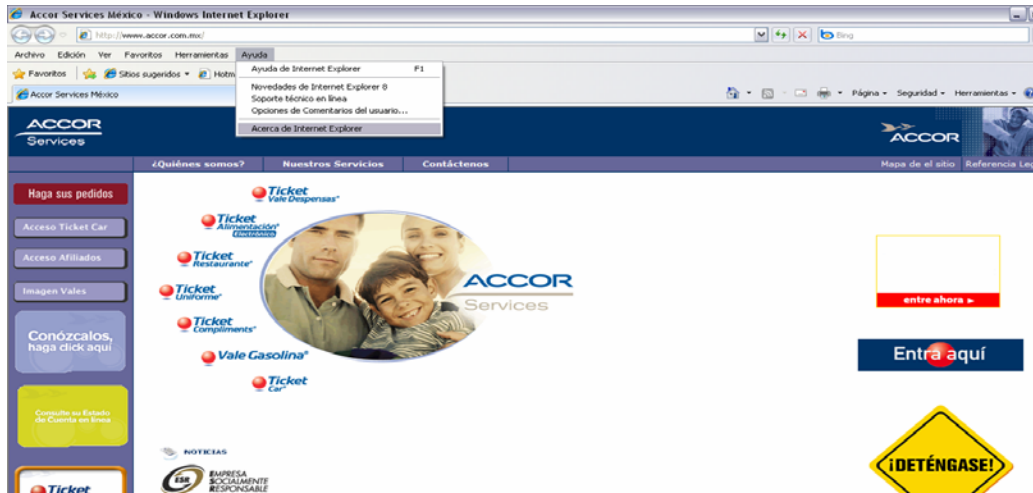 Accor Services México - Windows Internet Explorer
http://www.accor.com.mx/
Bing
Archivo Edición Ver Favoritos Herramientas Ayuda
Favoritos Sitios sugeridos Hotm
Ayuda de Internet Explorer F1
Novedades de Internet Explorer 8
Soporte técnico en línea
Opciones de Comentarios del usuario...
Acerca de Internet Explorer
Accor Services México
Página Seguridad Herramientas
ACCOR
Services
ACCOR
¿Quiénes somos? Nuestros Servicios Contáctenos
Mapa de el sitio Referencia Leg
Haga sus pedidos
Acceso Ticket Car
Acceso Afiliados
Imagen Vales
Conózcalos,
haga click aquí
Consulte su Estado
de Cuenta en línea
Ticket
Ticket
Vale Despensas®
Ticket
Alimentación®
Electrónico
Ticket
Restaurante®
Ticket
Uniforme®
Ticket
Compliments®
Vale Gasolina®
Ticket
Car®
ACCOR
Services
entre ahora
Entra aquí
¡DETÉNGASE!
NOTICIAS
ESR
EMPRESA
SOCIALMENTE
RESPONSABLE